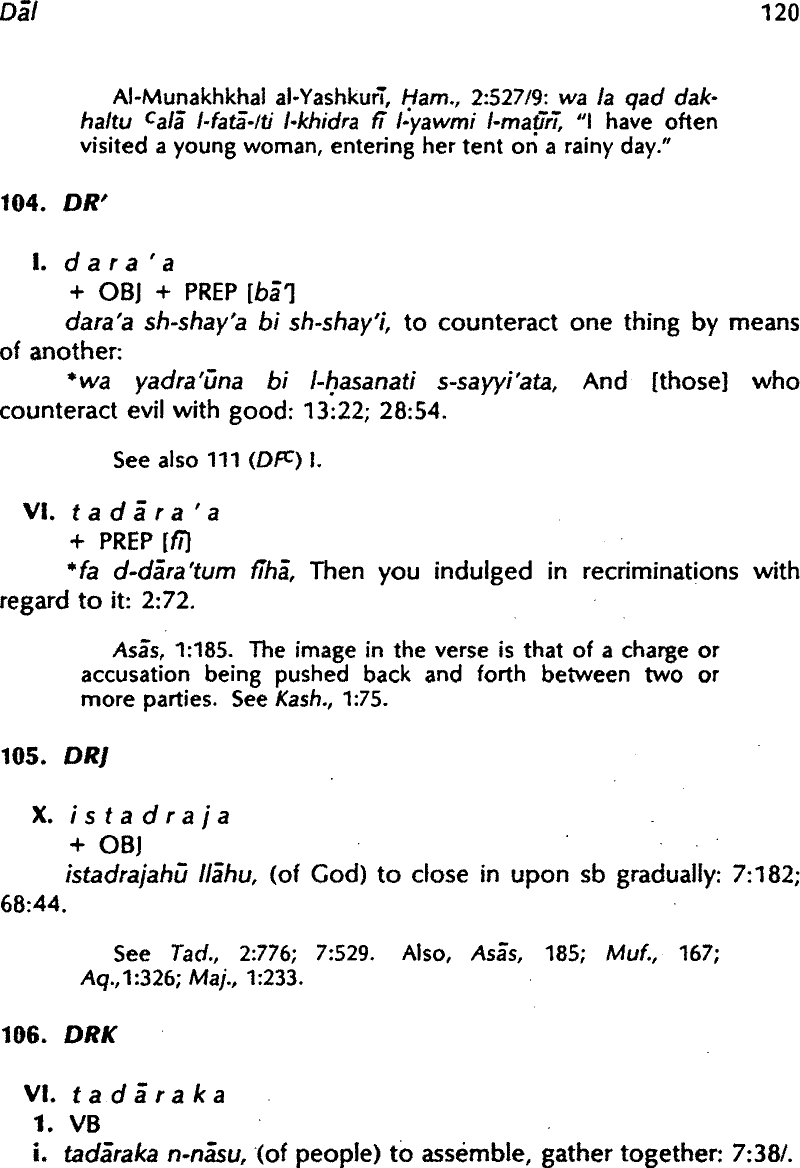 Dāl 120
Al-Munakhkhal al-Yashkurī, Ḥam., 2:527/9: wa la qad dak-
haltu ᶜalā l-fatā-/ti l-khidra fī l-yawmi l-maṭīrī, "I have often
visited a young woman, entering her tent on a rainy day."
104. DR'
I. d a r a ' a
+ OBJ + PREP [bā']
dara'a sh-shay'a bi sh-shay'i, to counteract one thing by means
of another:
*wa yadra'ūna bi l-ḥasanati s-sayyi'ata, And [those] who
counteract evil with good: 13:22; 28:54.
See also 111 (DFᶜ) I.
VI. t a d ā r a ' a
+ PREP [fī]
*fa d-dāra'tum fīhā, Then you indulged in recriminations with
regard to it: 2:72.
Asās, 1:185. The image in the verse is that of a charge or
accusation being pushed back and forth between two or
more parties. See Kash., 1:75.
105. DRJ
X. i s t a d r a j a
+ OBJ
istadrajahū llāhu, (of God) to close in upon sb gradually: 7:182;
68:44.
See Tad., 2:776; 7:529. Also, Asās, 185; Muf., 167;
Aq.,1:326; Maj., 1:233.
106. DRK
VI. t a d ā r a k a
1. VB
i. tadāraka n-nāsu, (of people) to assemble, gather together: 7:38/.